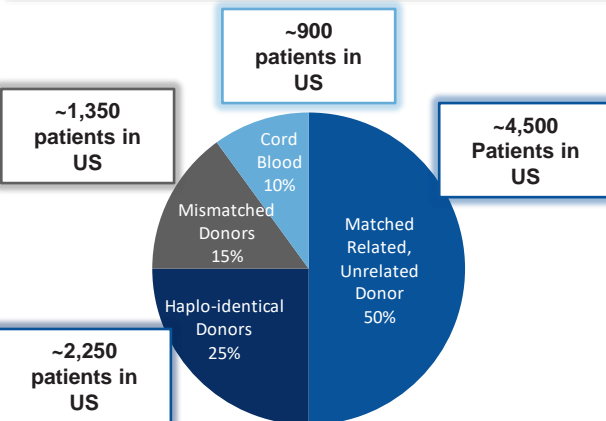 ~900
patients in
US
~1,350
patients in
US
~4,500
Patients in
US
Cord
Blood
10%
Mismatched
Donors
15%
Matched
Related,
Unrelated
Donor
50%
Haplo-identical
Donors
25%
~2,250
patients in
US